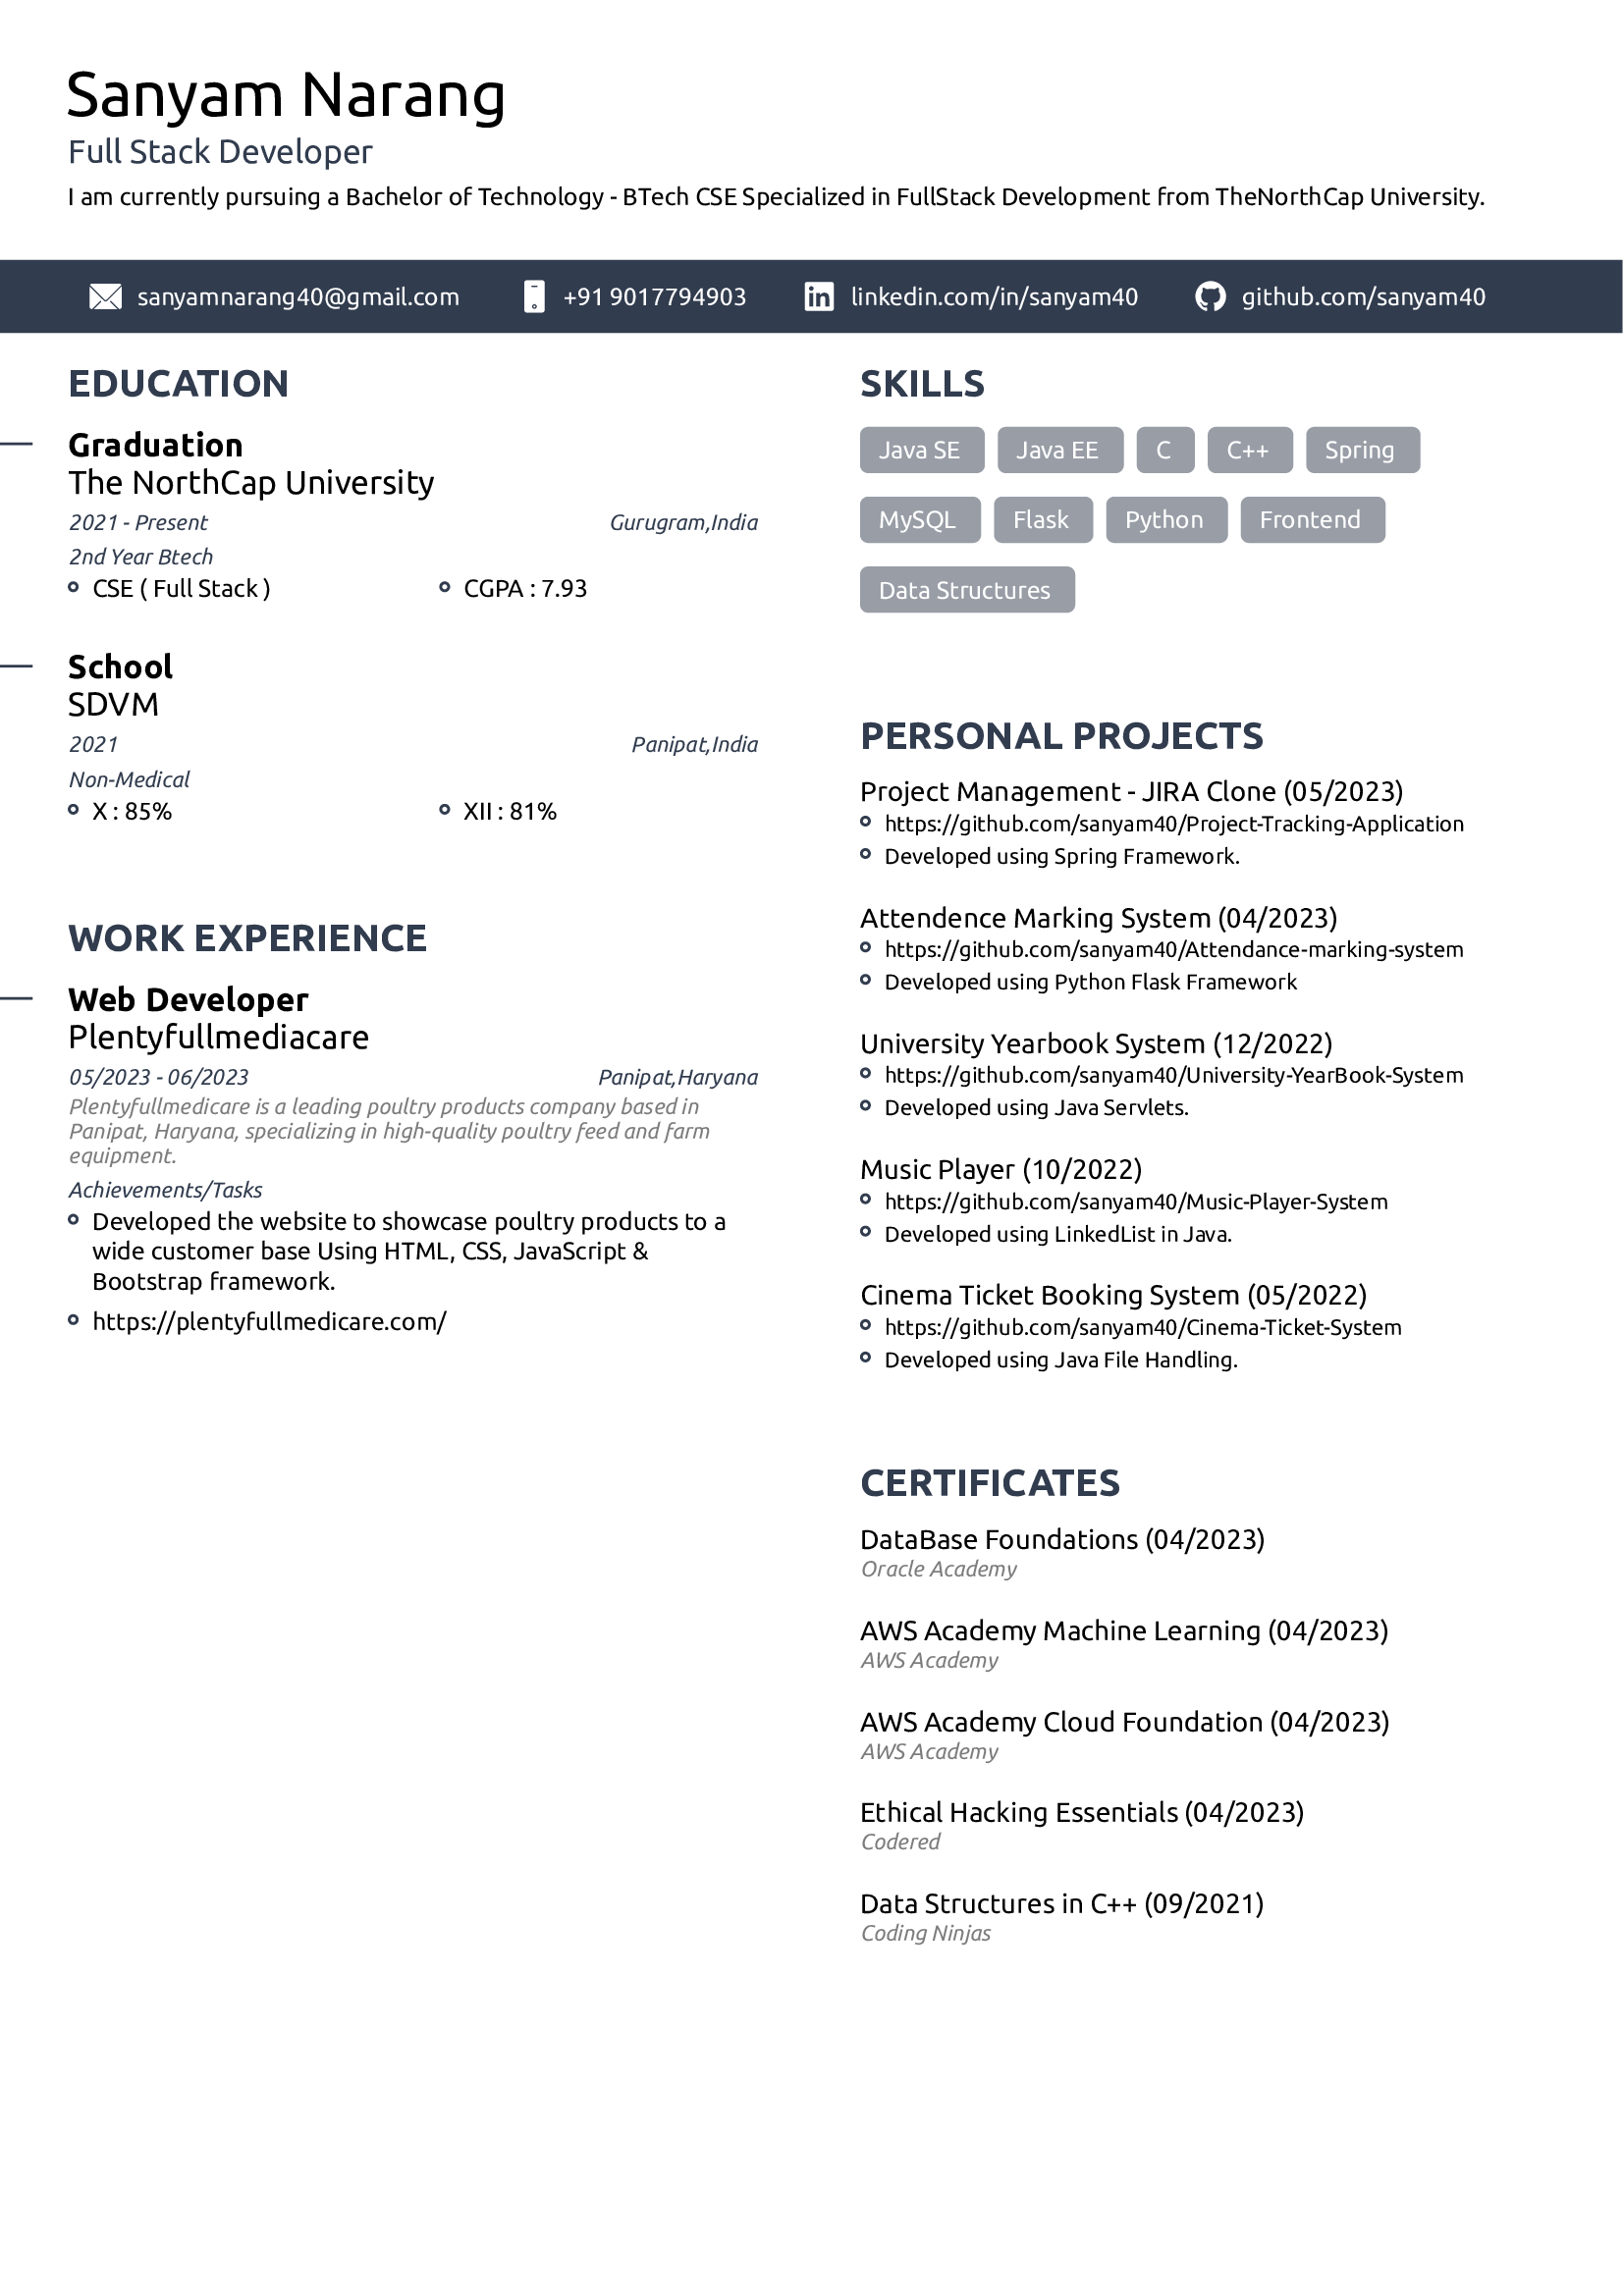 Sanyam Narang
Full Stack Developer
I am currently pursuing a Bachelor of Technology - BTech CSE Specialized in FullStack Development from TheNorthCap University.
sanyamnarang40@gmail.com
+91 9017794903
linkedin.com/in/sanyam40
github.com/sanyam40
EDUCATION
Graduation
The NorthCap University
2021 - Present Gurugram,India
2nd Year Btech
CSE ( Full Stack ) CGPA : 7.93
School
SDVM
2021 Panipat,India
Non-Medical
X : 85% XII : 81%
WORK EXPERIENCE
Web Developer
Plentyfullmediacare
05/2023 - 06/2023 Panipat,Haryana
Plentyfullmedicare is a leading poultry products company based in
Panipat, Haryana, specializing in high-quality poultry feed and farm
equipment.
Achievements/Tasks
Developed the website to showcase poultry products to a
wide customer base Using HTML, CSS, JavaScript &
Bootstrap framework.
https://plentyfullmedicare.com/
SKILLS
Java SE Java EE C C++ Spring
MySQL Flask Python Frontend
Data Structures
PERSONAL PROJECTS
Project Management - JIRA Clone (05/2023)
https://github.com/sanyam40/Project-Tracking-Application
Developed using Spring Framework.
Attendence Marking System (04/2023)
https://github.com/sanyam40/Attendance-marking-system
Developed using Python Flask Framework
University Yearbook System (12/2022)
https://github.com/sanyam40/University-YearBook-System
Developed using Java Servlets.
Music Player (10/2022)
https://github.com/sanyam40/Music-Player-System
Developed using LinkedList in Java.
Cinema Ticket Booking System (05/2022)
https://github.com/sanyam40/Cinema-Ticket-System
Developed using Java File Handling.
CERTIFICATES
DataBase Foundations (04/2023)
Oracle Academy
AWS Academy Machine Learning (04/2023)
AWS Academy
AWS Academy Cloud Foundation (04/2023)
AWS Academy
Ethical Hacking Essentials (04/2023)
Codered
Data Structures in C++ (09/2021)
Coding Ninjas